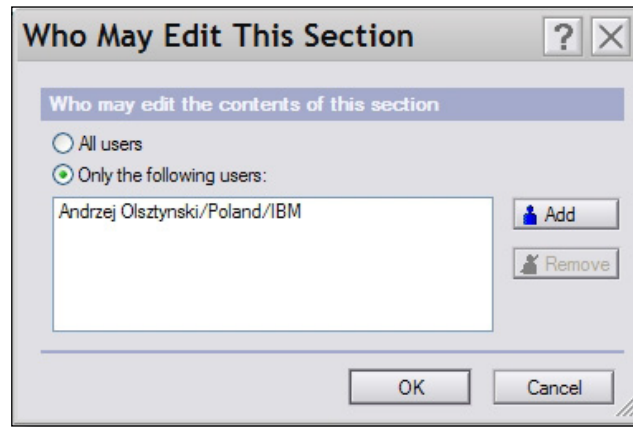 Who May Edit This Section
?
Who may edit the contents of this section
All users
Only the following users:
Andrzej Olsztynski/Poland/IBM
Add
Remove
OK
Cancel